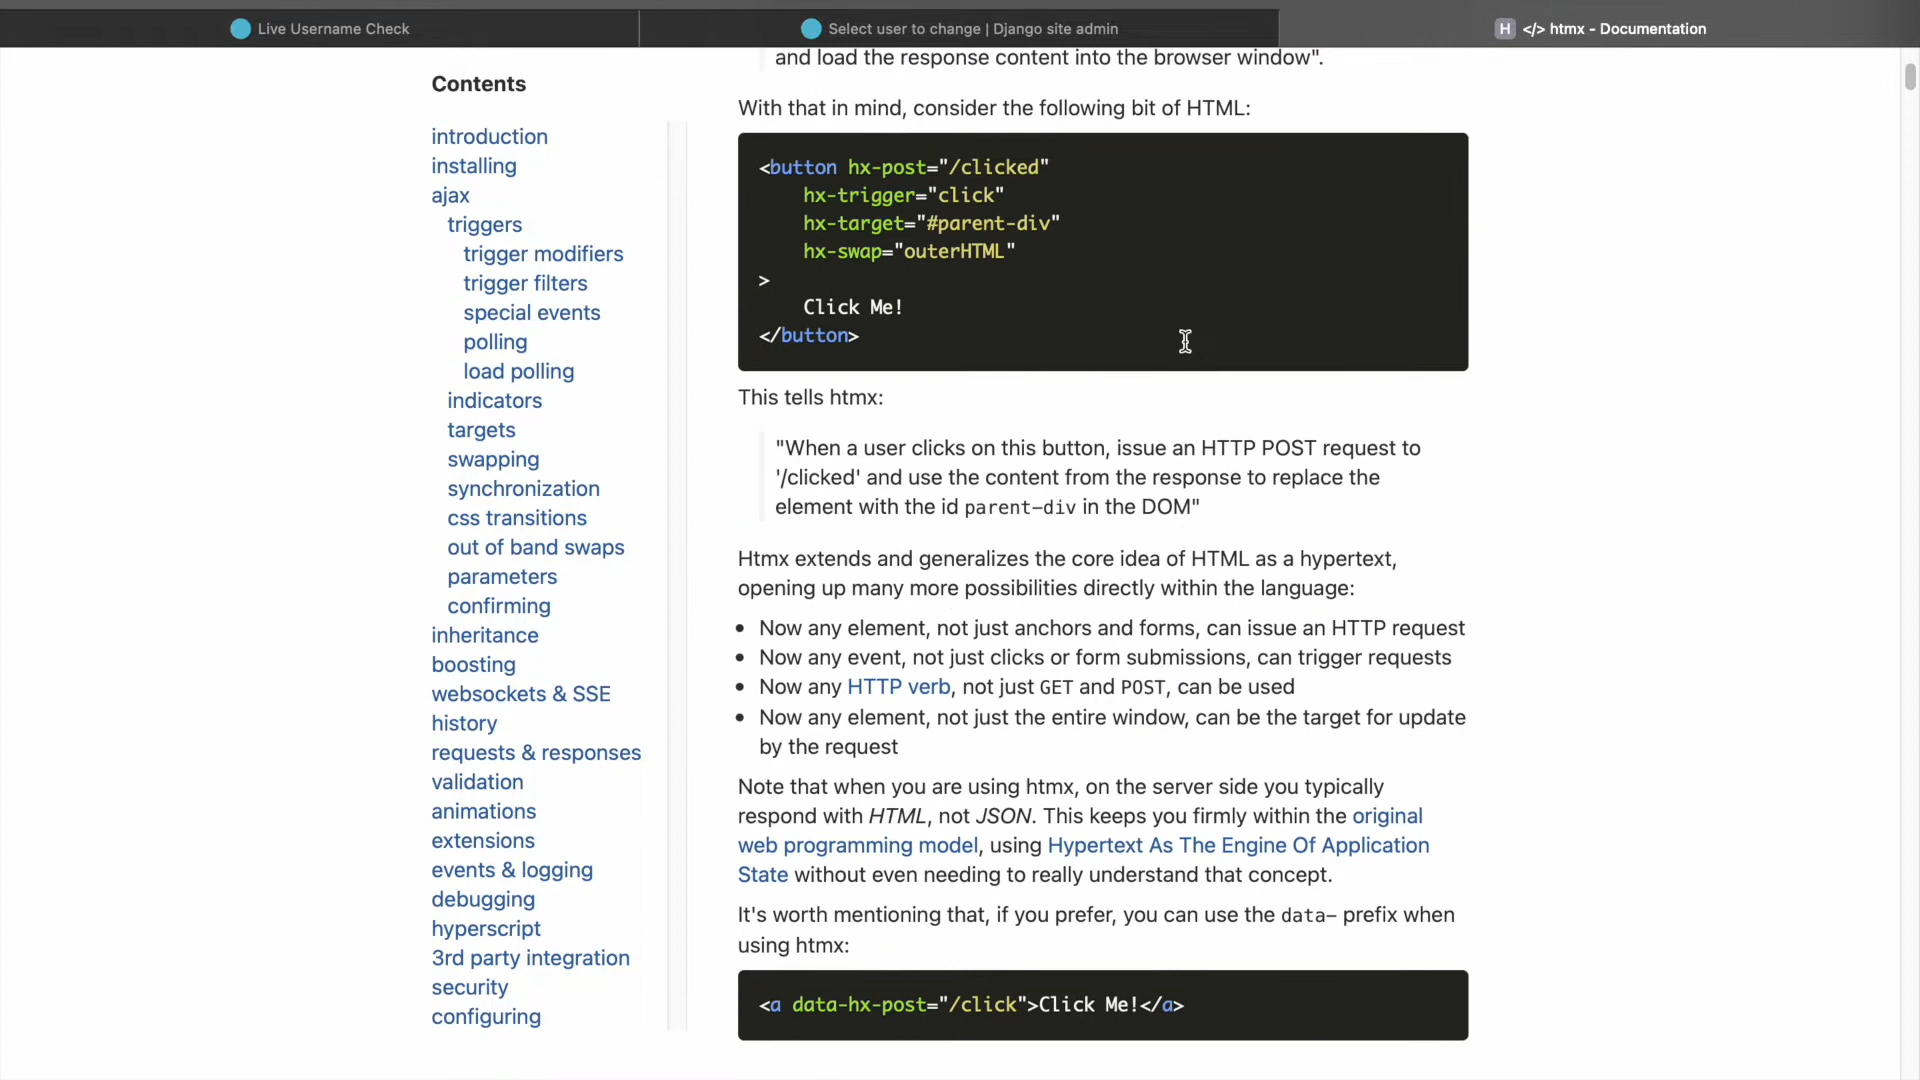 Live Username Check
Select user to change | Django site admin
H </> htmx - Documentation
Contents
introduction
installing
ajax
triggers
trigger modifiers
trigger filters
special events
polling
load polling
indicators
targets
swapping
synchronization
css transitions
out of band swaps
parameters
confirming
inheritance
boosting
websockets & SSE
history
requests & responses
validation
animations
extensions
events & logging
debugging
hyperscript
3rd party integration
security
configuring
and load the response content into the browser window".
With that in mind, consider the following bit of HTML:
<button hx-post="/clicked"
hx-trigger="click"
hx-target="#parent-div"
hx-swap="outerHTML"
>
Click Me!
</button>
This tells htmx:
"When a user clicks on this button, issue an HTTP POST request to
'/clicked' and use the content from the response to replace the
element with the id parent-div in the DOM"
Htmx extends and generalizes the core idea of HTML as a hypertext,
opening up many more possibilities directly within the language:
• Now any element, not just anchors and forms, can issue an HTTP request
• Now any event, not just clicks or form submissions, can trigger requests
• Now any HTTP verb, not just GET and POST, can be used
• Now any element, not just the entire window, can be the target for update
by the request
Note that when you are using htmx, on the server side you typically
respond with HTML, not JSON. This keeps you firmly within the original
web programming model, using Hypertext As The Engine Of Application
State without even needing to really understand that concept.
It's worth mentioning that, if you prefer, you can use the data- prefix when
using htmx:
<a data-hx-post="/click">Click Me!</a>